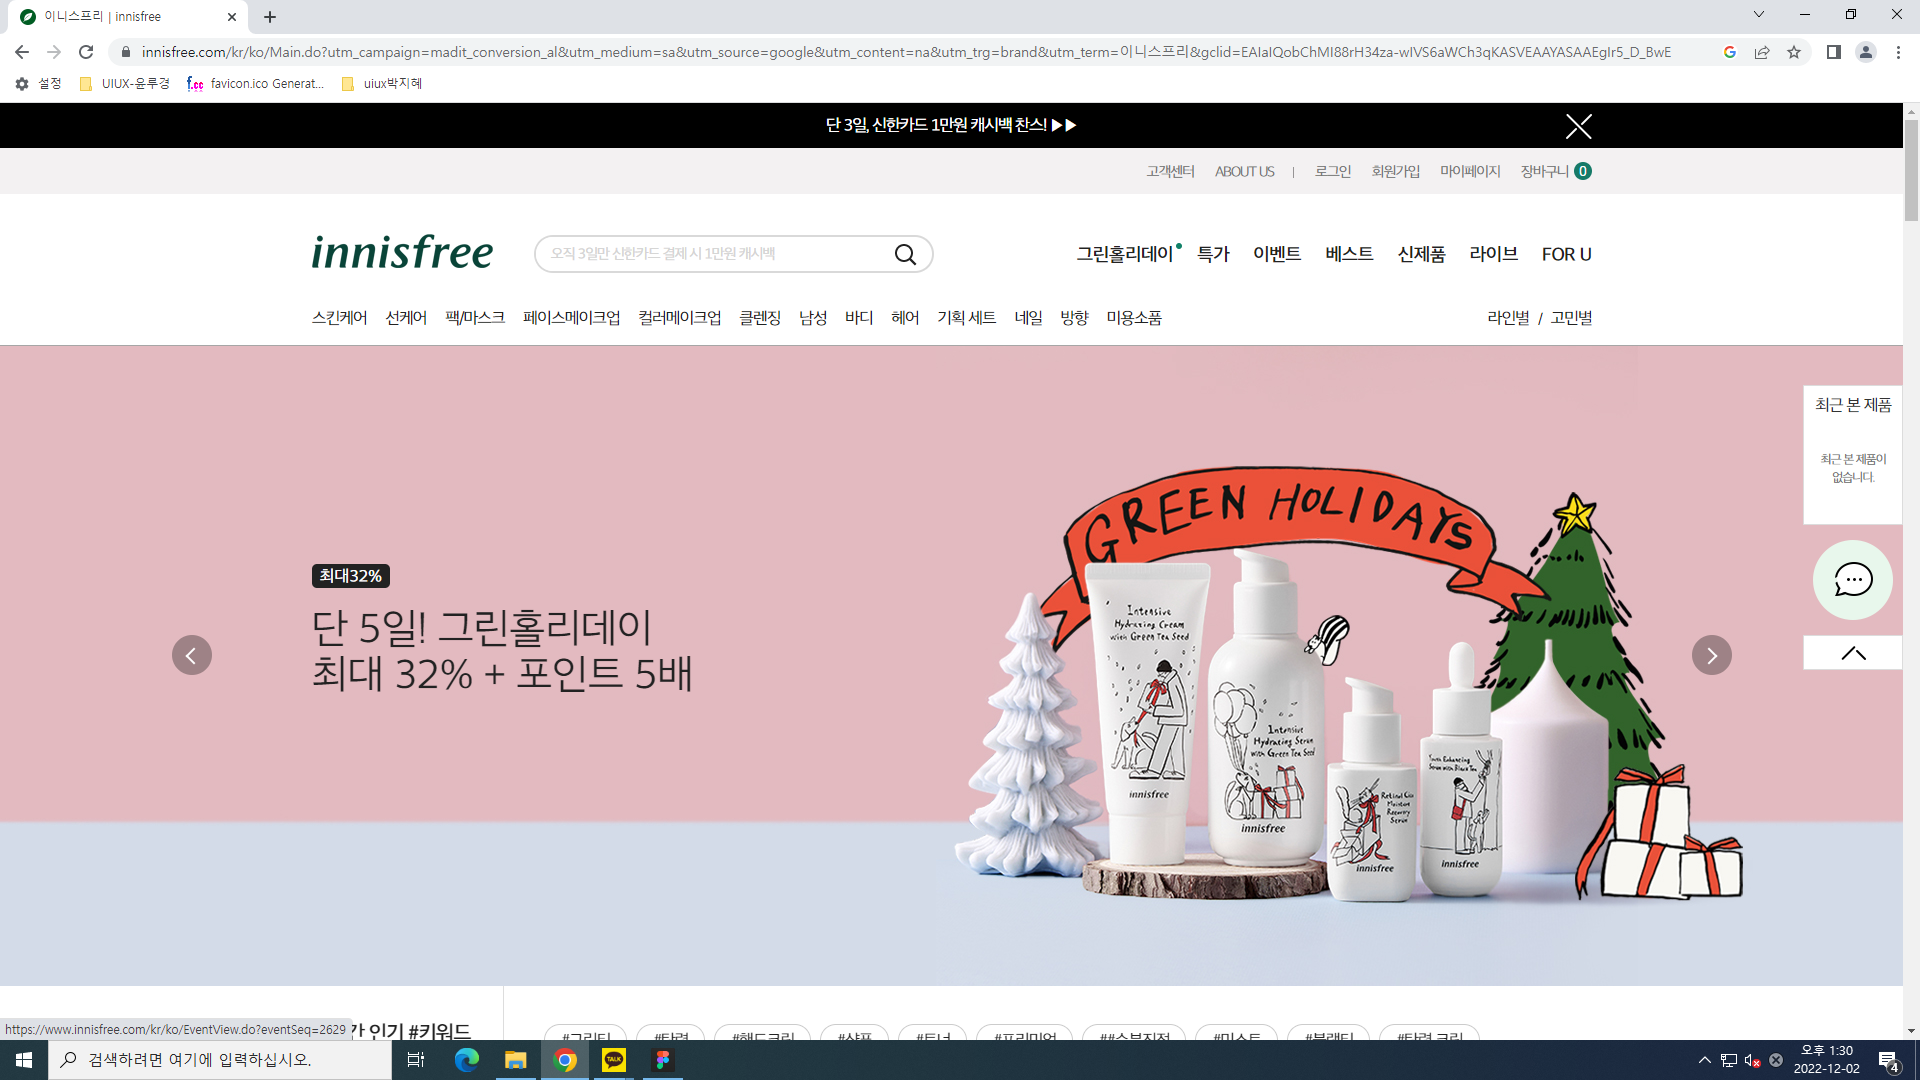 이니스프리 | innisfree
innisfree.com/kr/ko/Main.do?utm_campaign=madit_conversion_al&utm_medium=sa&utm_source=google&utm_content=na&utm_trg=brand&utm_term=이니스프리&gclid=EAIaIQobChMI88rH34za-wIVS6aWCh3qKASVEAAYASAAEgIr5_D_BwE
설정 UIUX-윤루경 favicon.ico Generat... uiux박지혜
단 3일, 신한카드 1만원 캐시백 찬스! ▶▶
고객센터 ABOUT US | 로그인 회원가입 마이페이지 장바구니 0
innisfree 오직 3일만 신한카드 결제 시 1만원 캐시백 그린홀리데이 특가 이벤트 베스트 신제품 라이브 FOR U
스킨케어 선케어 팩/마스크 페이스메이크업 컬러메이크업 클렌징 남성 바디 헤어 기획 세트 네일 방향 미용소품 라인별 / 고민별
최근 본 제품
최근 본 제품이
없습니다.
GREEN HOLIDAYS
최대32%
단 5일! 그린홀리데이
최대 32% + 포인트 5배
Intensive
Hydrating Cream
with Green Tea Seed
innisfree
Intensive
Hydrating Serum
with Green Tea Seed
innisfree
Retinol Cica
Moisture
Recovery
Serum
innisfree
Youth Enhancing
Serum with Black Tea
innisfree
인기 #키워드
#그린티 #탄력 #핸드크림 #샴푸 #토너 #프리미엄 ##수분진정 #미스트 #블랙티 #탄력 크림
https://www.innisfree.com/kr/ko/EventView.do?eventSeq=2629
검색하려면 여기에 입력하십시오.
TALK
오후 1:30
2022-12-02
4